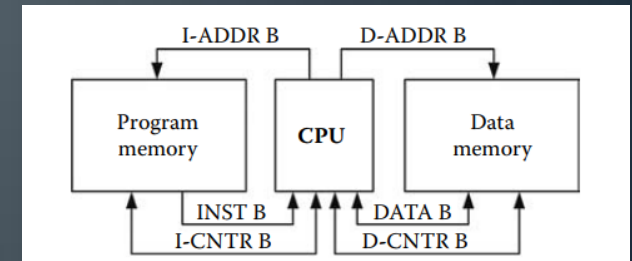 I-ADDR B
D-ADDR B
Program
memory
CPU
Data
memory
INST B
DATA B
I-CNTR B
D-CNTR B